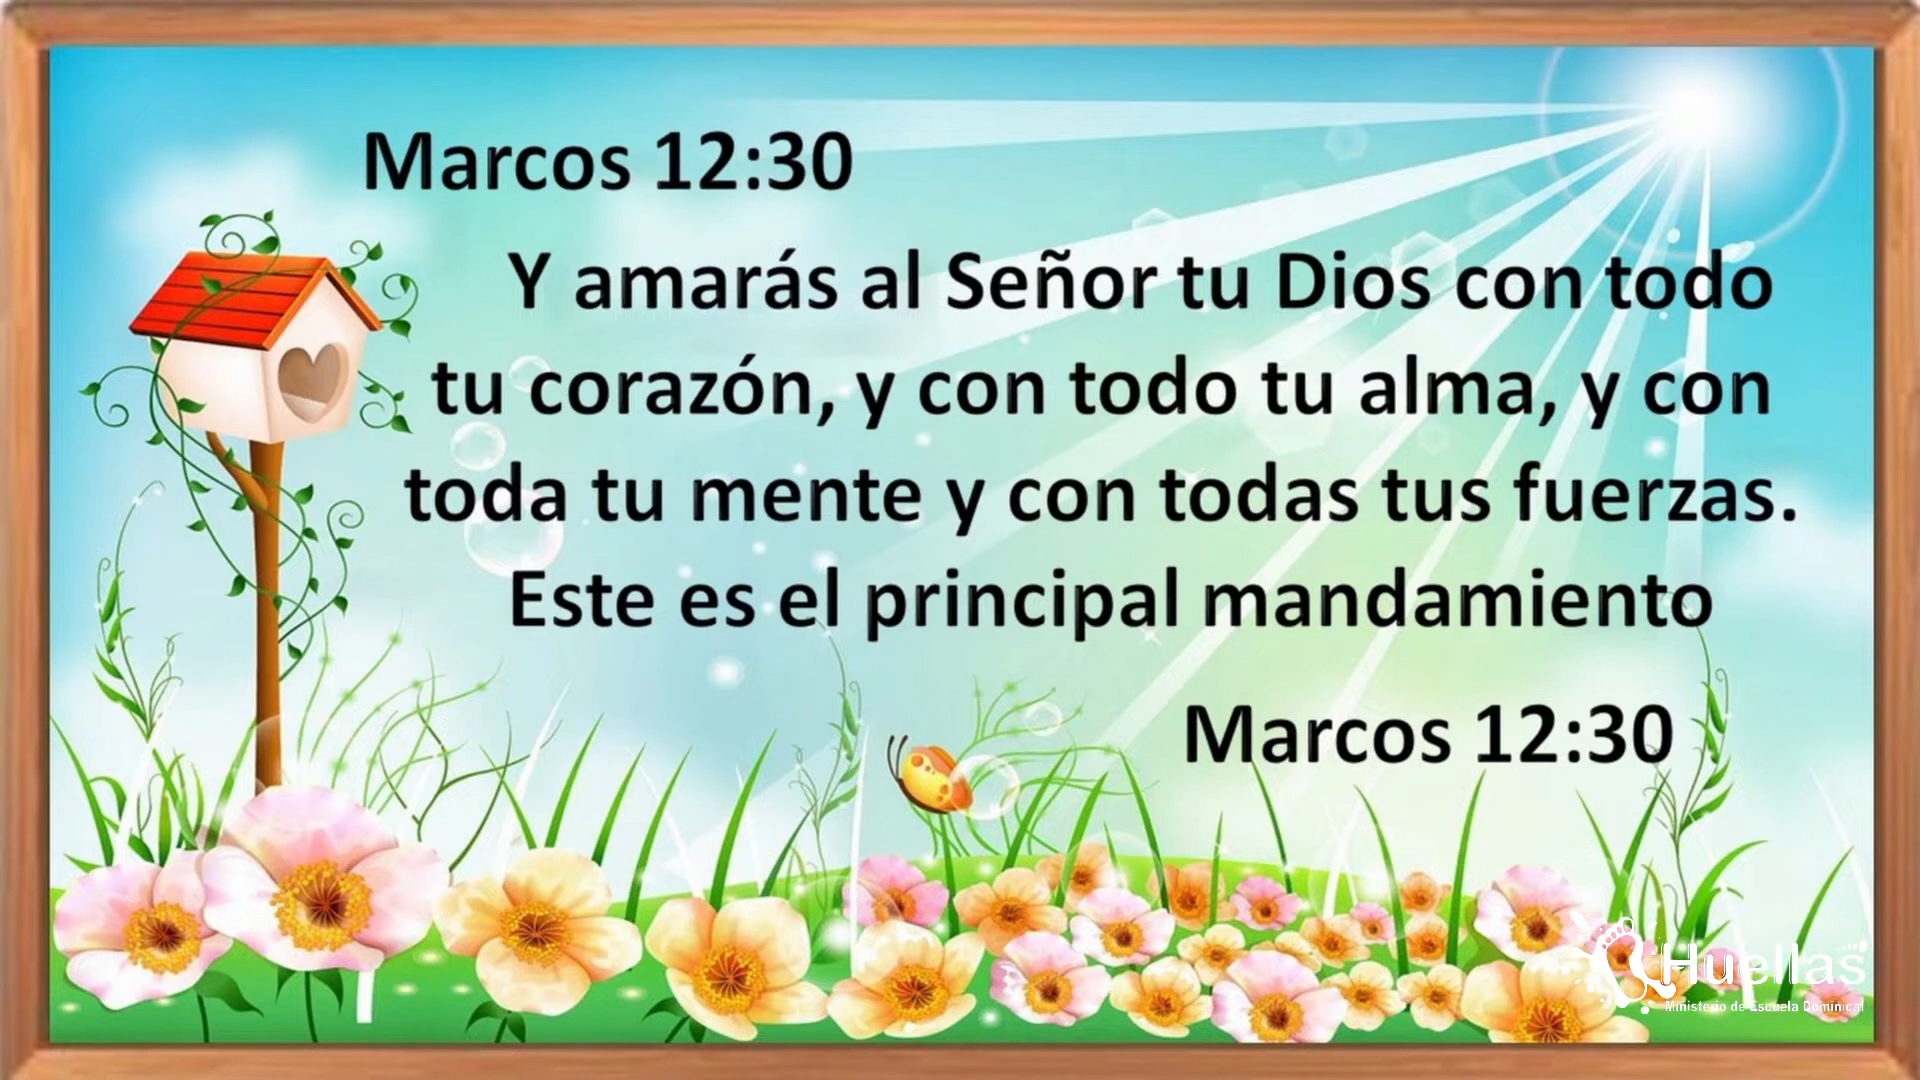 Marcos 12:30
Y amarás al Señor tu Dios con todo
tu corazón, y con todo tu alma, y con
toda tu mente y con todas tus fuerzas.
Este es el principal mandamiento
Marcos 12:30
Huellas
Ministerio de Escuela Dominical